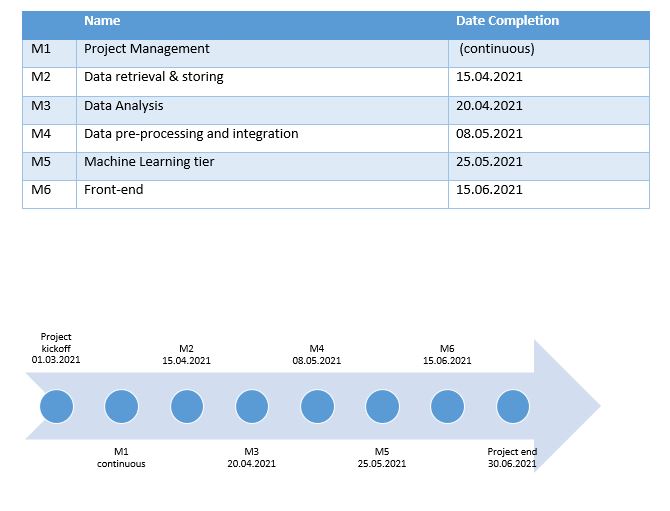 Name Date Completion
M1 Project Management (continuous)
M2 Data retrieval & storing 15.04.2021
M3 Data Analysis 20.04.2021
M4 Data pre-processing and integration 08.05.2021
M5 Machine Learning tier 25.05.2021
M6 Front-end 15.06.2021
Project
kickoff
01.03.2021
M2
15.04.2021
M4
08.05.2021
M6
15.06.2021
M1
continuous
M3
20.04.2021
M5
25.05.2021
Project end
30.06.2021